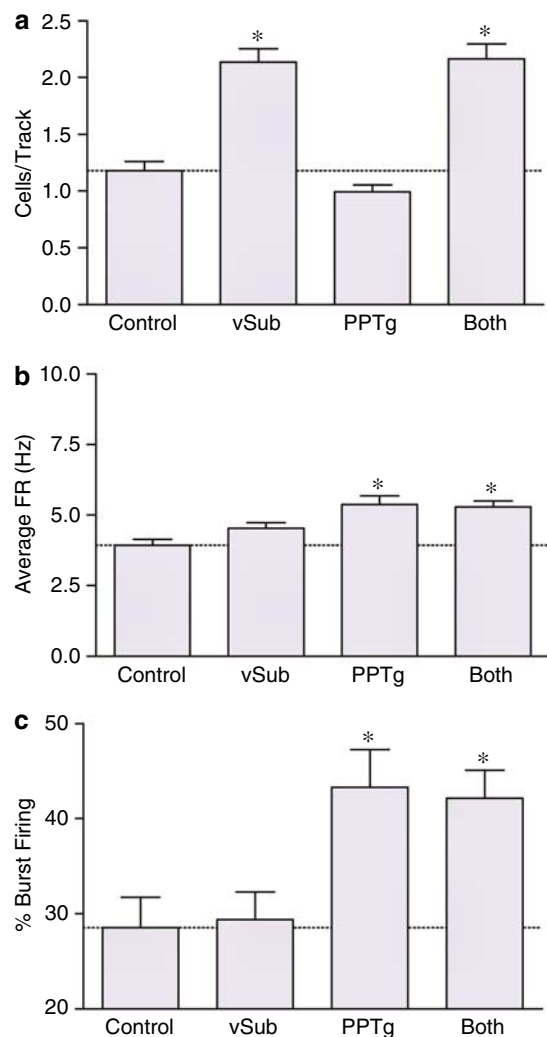 a
Cells/Track
2.5
2.0
1.5
1.0
0.5
0.0
* *
Control vSub PPTg Both
b
Average FR (Hz)
10.0
7.5
5.0
2.5
0.0
* *
Control vSub PPTg Both
c
% Burst Firing
50
40
30
20
* *
Control vSub PPTg Both